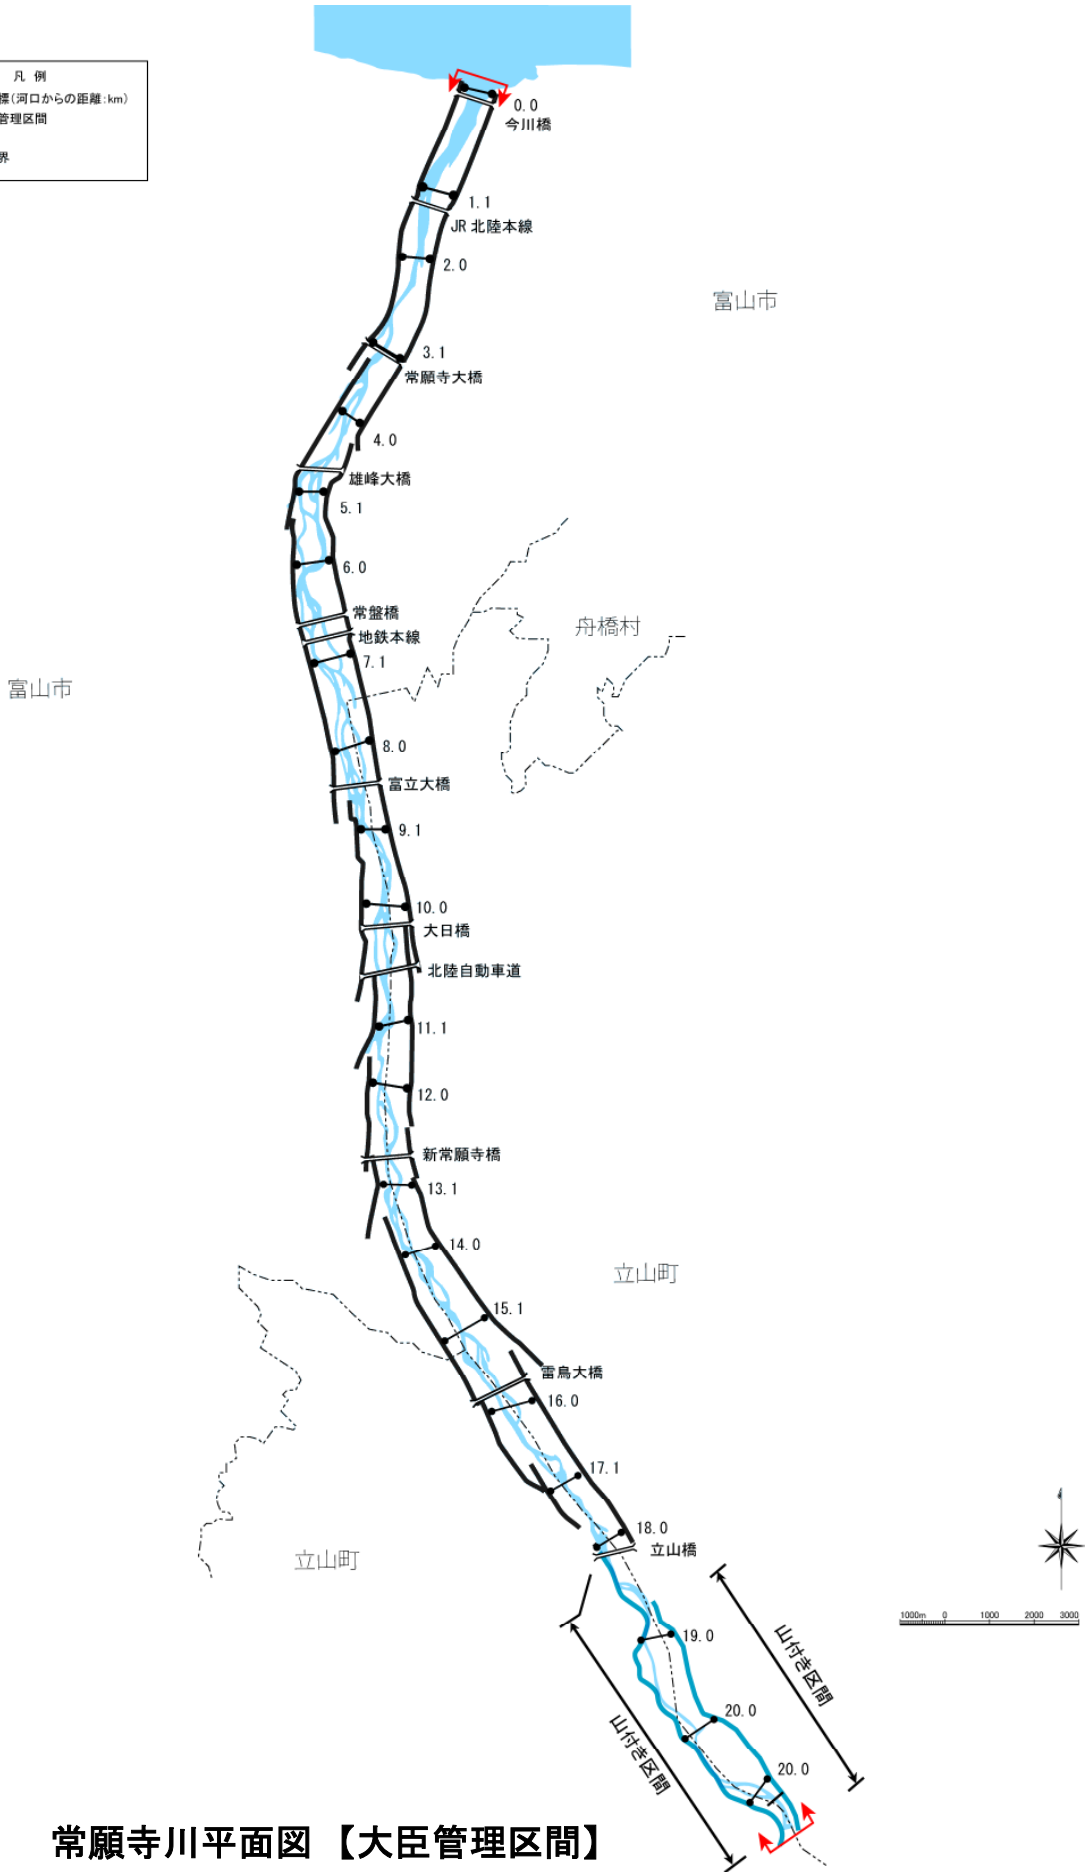 凡 例
標(河口からの距離:km)
管理区間
界
0.0
今川橋
1.1
JR 北陸本線
2.0
富山市
3.1
常願寺大橋
4.0
雄峰大橋
5.1
6.0
常盤橋
舟橋村
地鉄本線
7.1
富山市
8.0
富立大橋
9.1
10.0
大日橋
北陸自動車道
11.1
12.0
新常願寺橋
13.1
14.0
立山町
15.1
雷鳥大橋
16.0
17.1
18.0
立山橋
立山町
1000m 0 1000 2000 3000
19.0
山付き区間
20.0
山付き区間
20.0
常願寺川平面図 【大臣管理区間】